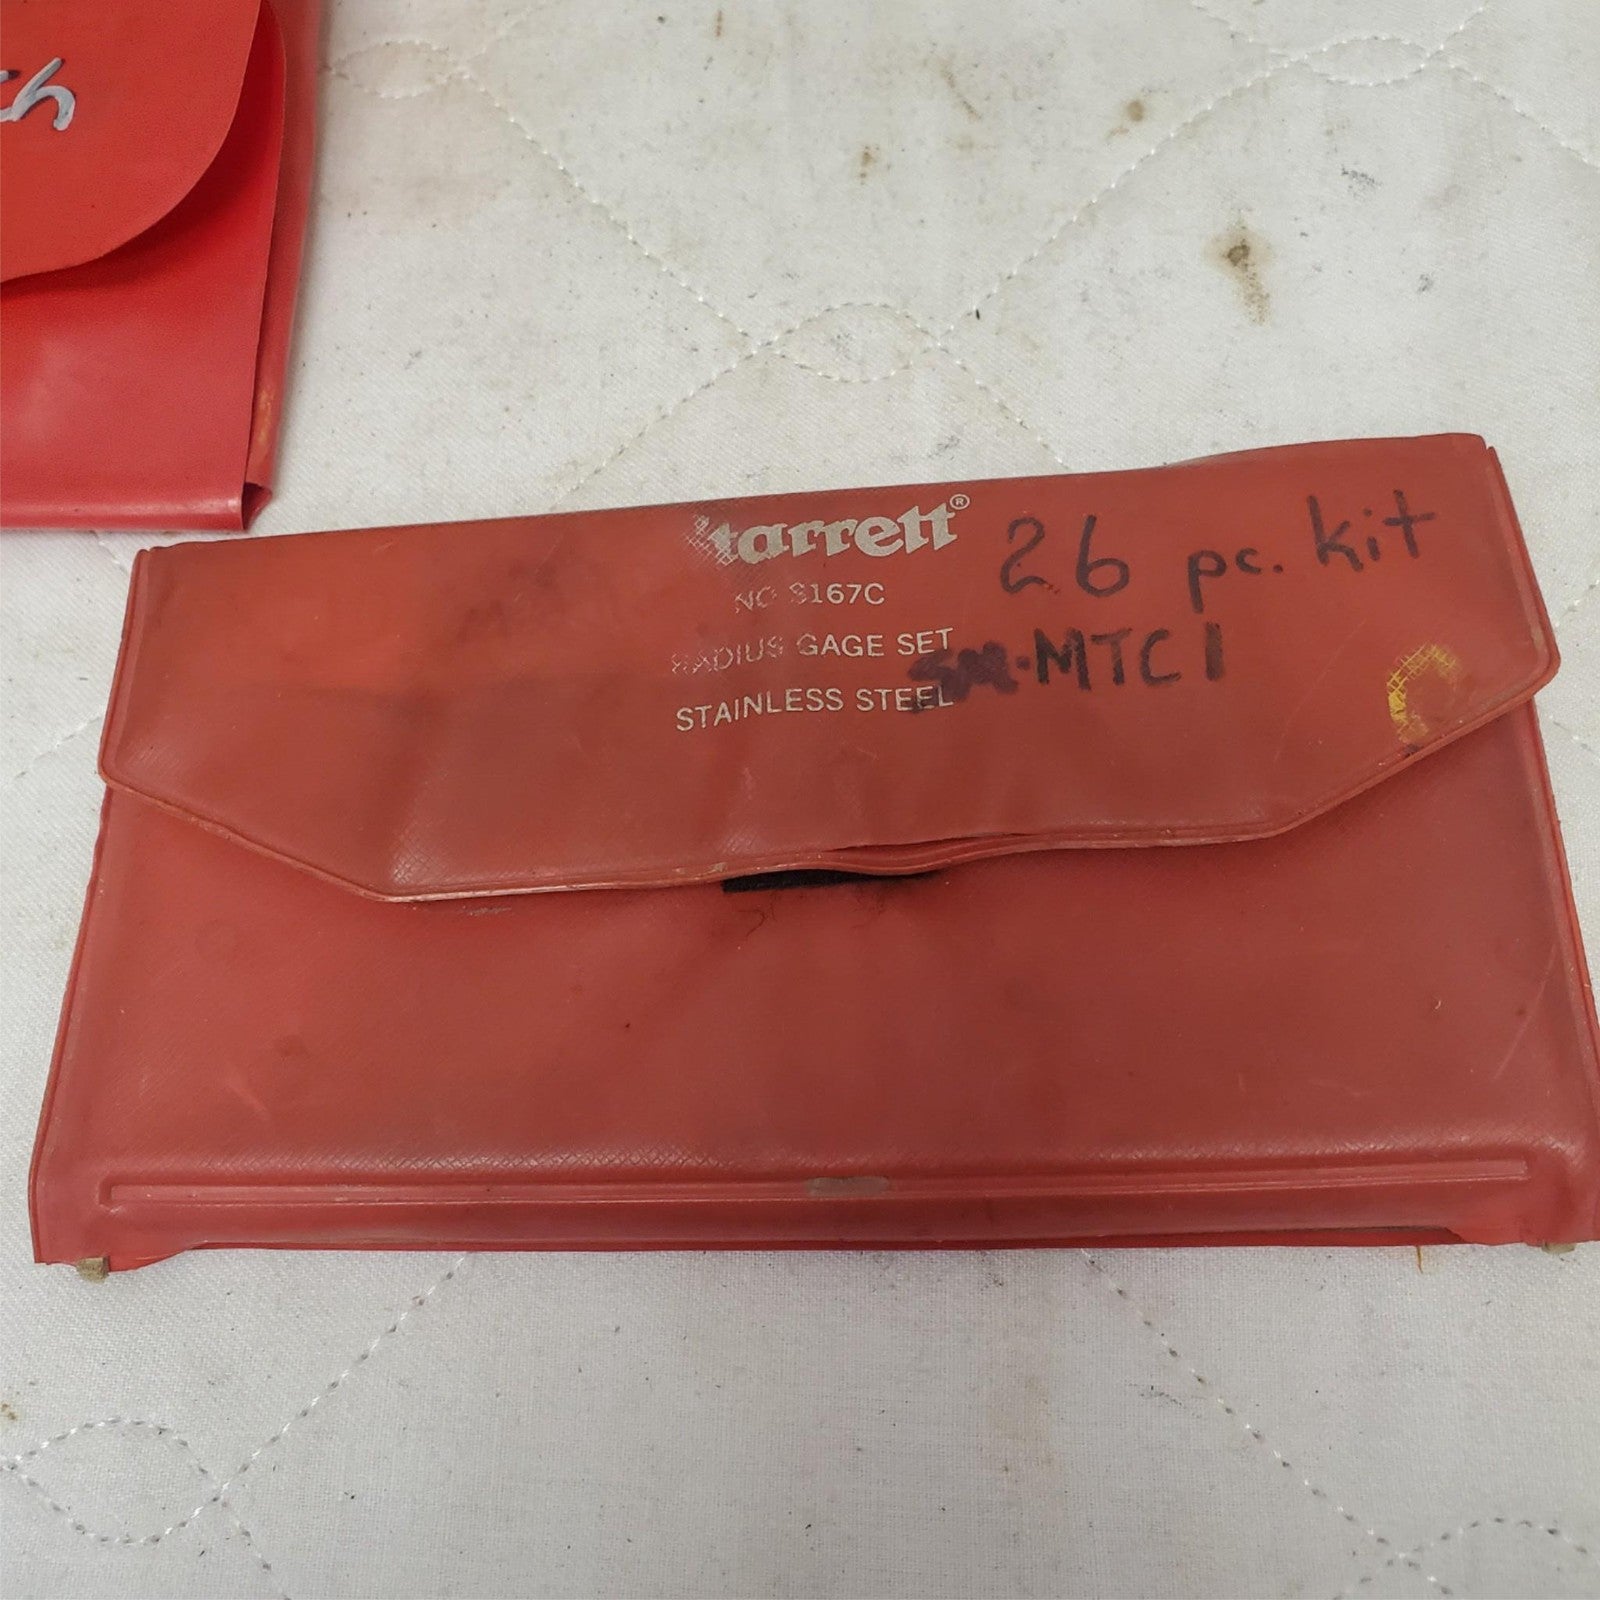 Starrett®
26 pc. kit
NO S167C
RADIUS GAGE SET
MTC1
STAINLESS STEEL